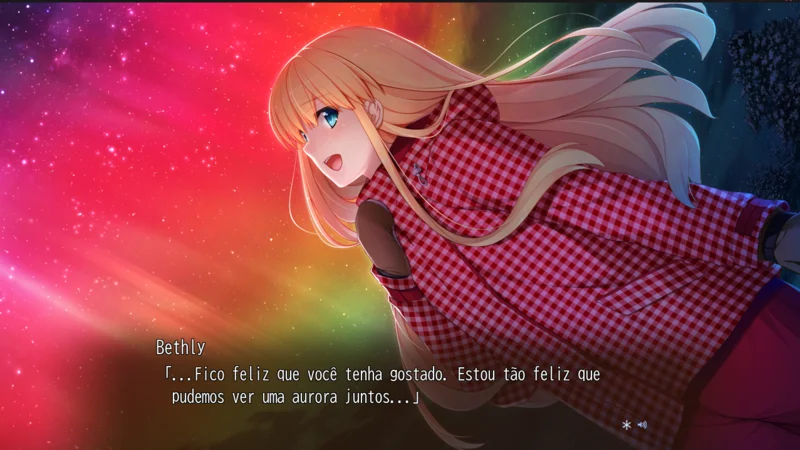 Bethly
「...Fico feliz que você tenha gostado. Estou tão feliz que
pudemos ver uma aurora juntos...」